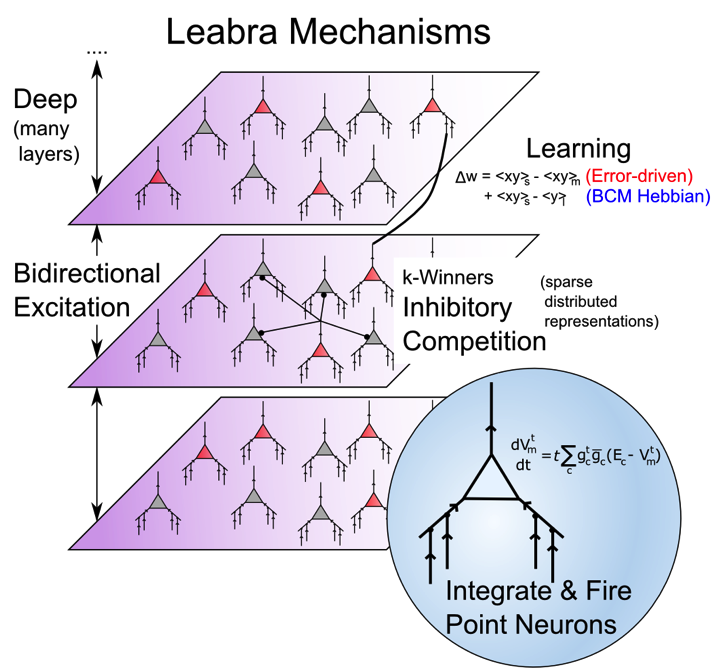 Leabra Mechanisms
....
Deep
(many
layers)
Learning
Δw = <xy>ₛ - <xy>ₘ (Error-driven)
+ <xy>ₛ - <y>ₗ (BCM Hebbian)
Bidirectional
Excitation
k-Winners
Inhibitory
Competition
(sparse
distributed
representations)
dVₘᵗ
dt
= t∑ gᶜᵗ g̅ᶜ(Eᶜ - Vₘᵗ)
c
Integrate & Fire
Point Neurons